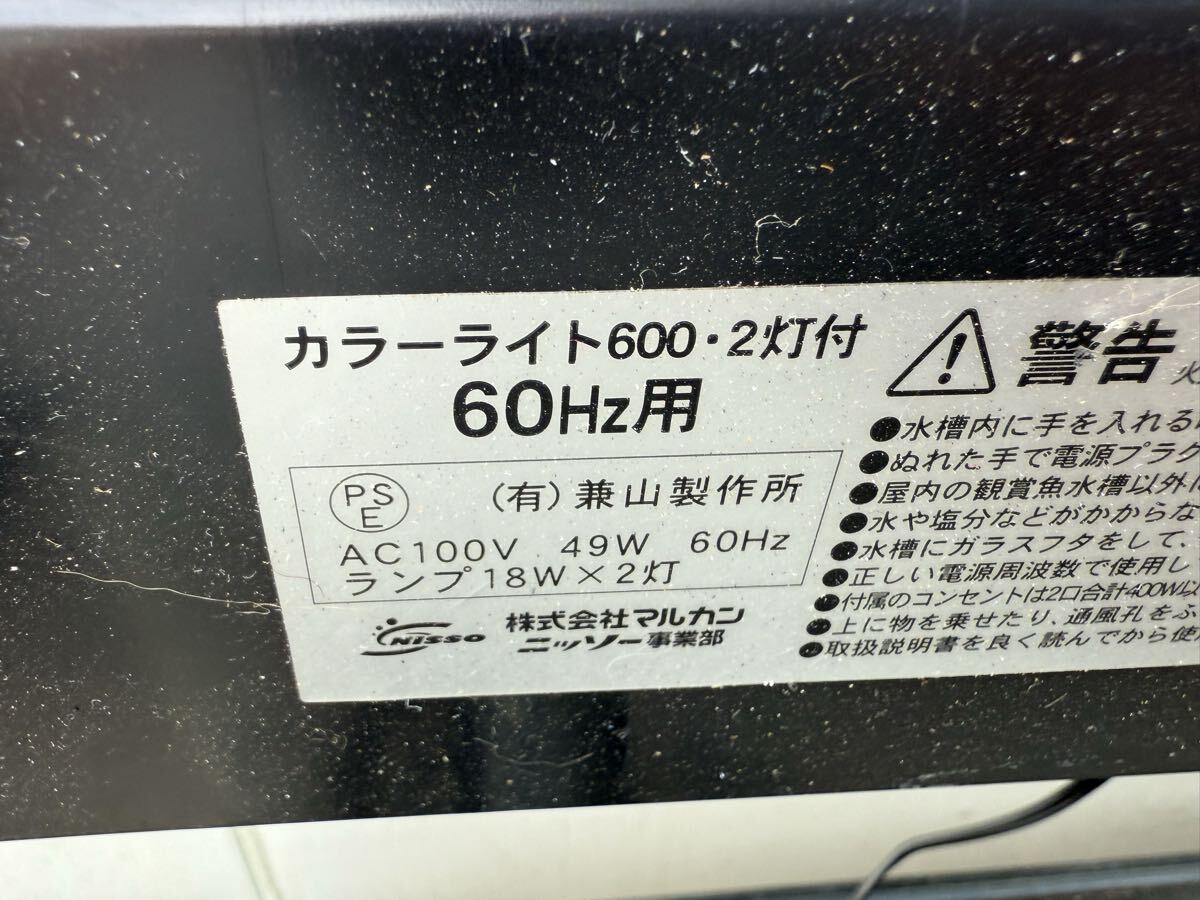 カラーライト600・2灯付
60Hz用
PSE
(有)兼山製作所
AC100V 49W 60Hz
ランプ18W×2灯
NISSO
株式会社マルカン
ニッソー事業部
警告
●水槽内に手を入れる
●ぬれた手で電源プラグ
●屋内の観賞魚水槽以外に
●水や塩分などがかからな
●水槽にガラスフタをして、
●正しい電源周波数で使用し
●付属のコンセントは2口合計400W以
●上に物を乗せたり、通風孔をふ
●取扱説明書を良く読んでから使